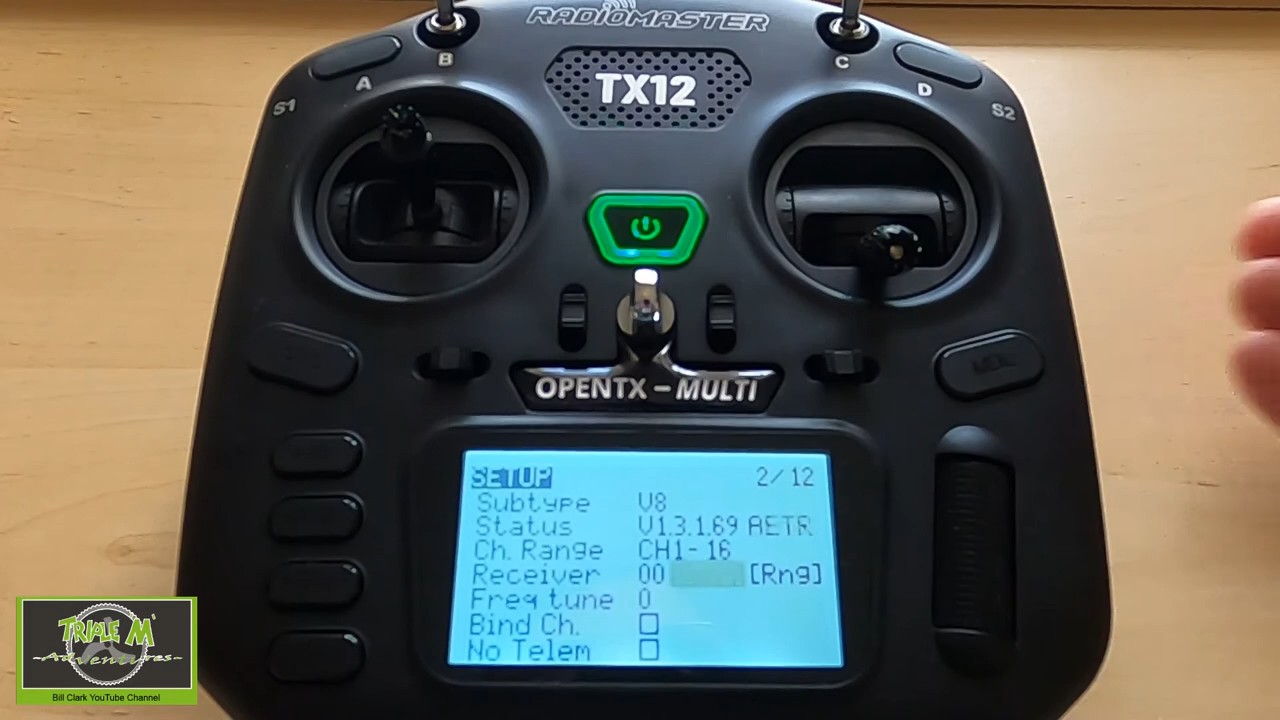 RADIOMASTER
B
C
A
D
S1
TX12
S2
MDL
OPENTX – MULTI
SETUP 2/12
Subtype V8
Status V1.3.1.69 AETR
Ch. Range CH1-16
Receiver 00 [Rng]
Freq tune 0
Bind Ch.
No Telem
TRIPLE M
-Adventures-
Bill Clark YouTube Channel